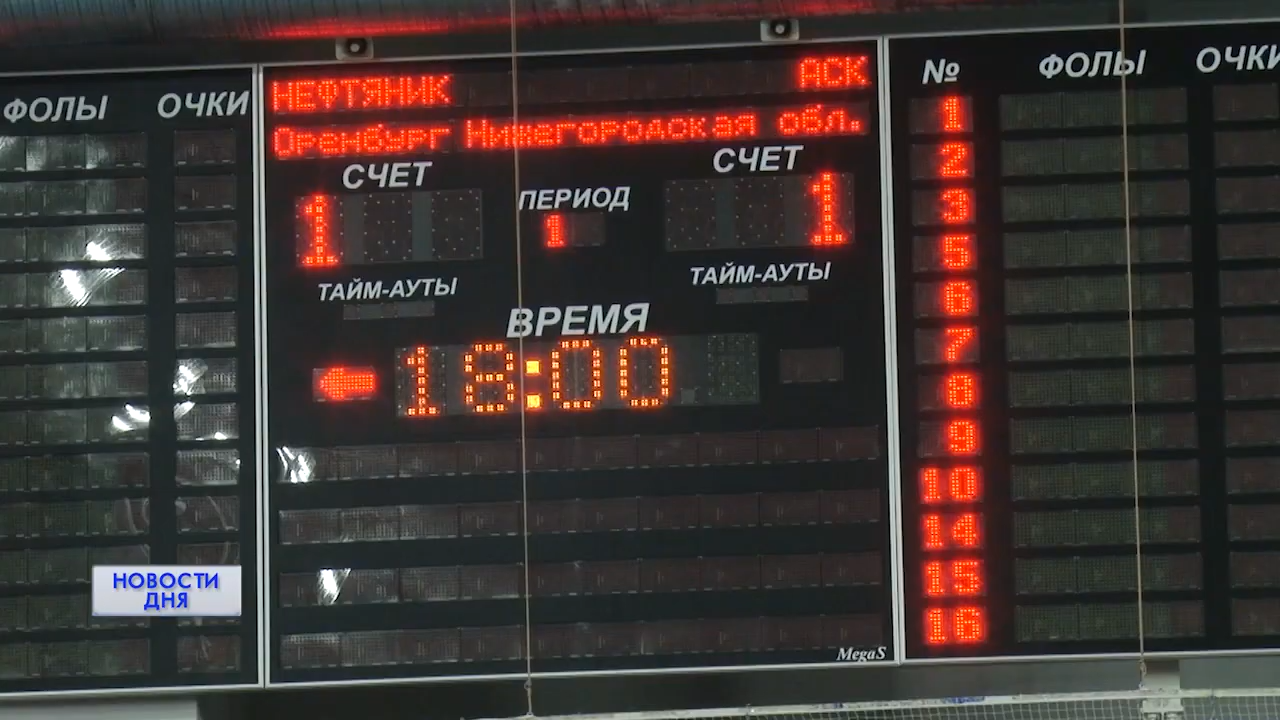 ФОЛЫ ОЧКИ
НЕФТЯНИК АСК
Оренбург Нижегородская обл.
СЧЕТ СЧЕТ
ПЕРИОД
1 1 1
ТАЙМ-АУТЫ ТАЙМ-АУТЫ
ВРЕМЯ
18:00
MegaS
№ ФОЛЫ ОЧКИ
1
2
3
5
6
7
8
9
10
14
15
16
НОВОСТИ
ДНЯ